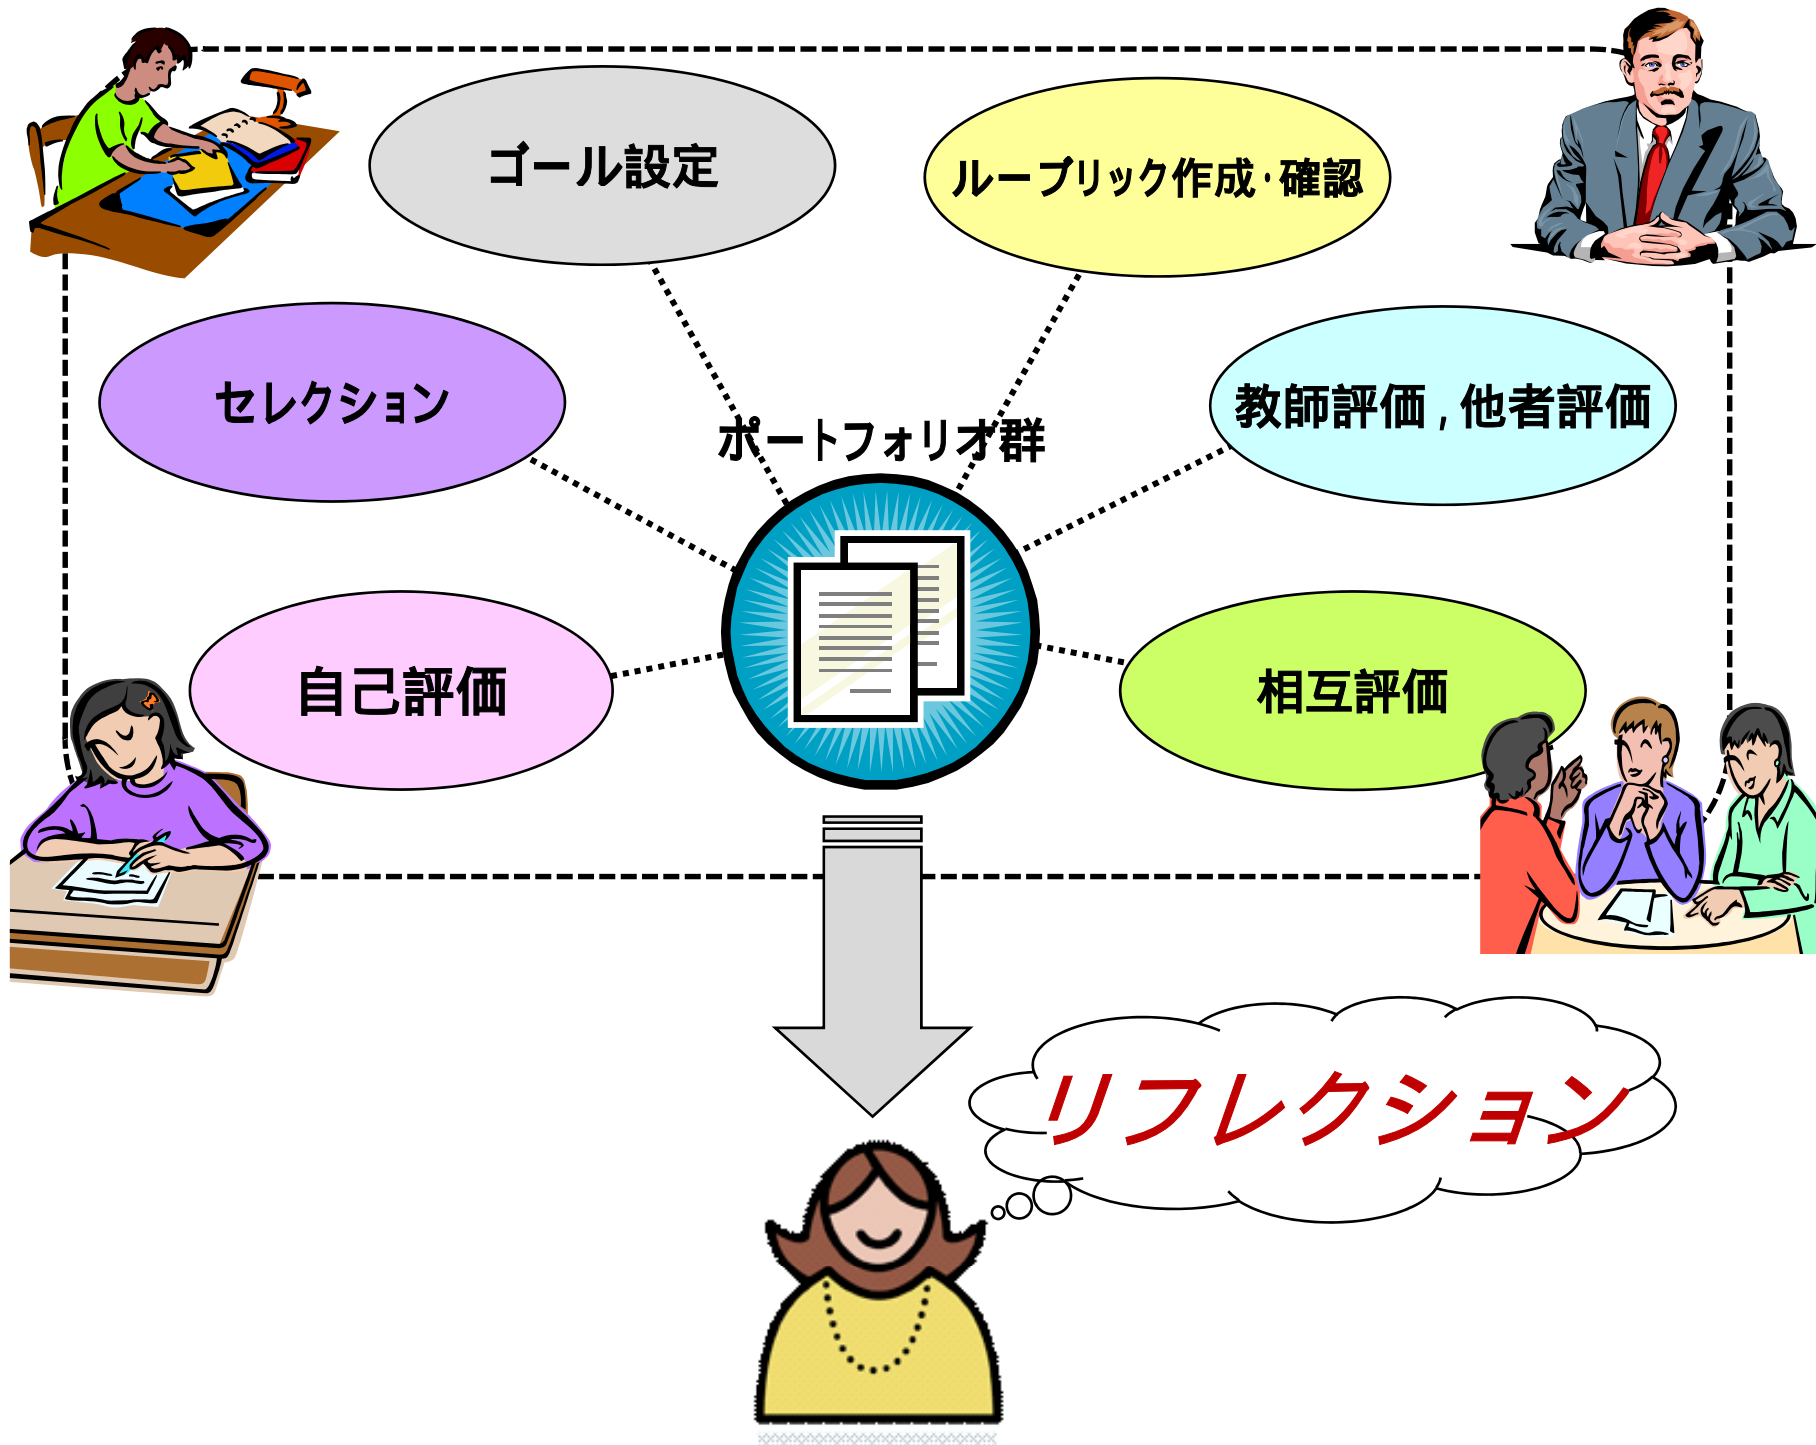 ゴール設定
ルーブリック作成・確認
セレクション
教師評価,他者評価
ポートフォリオ群
自己評価
相互評価
リフレクション